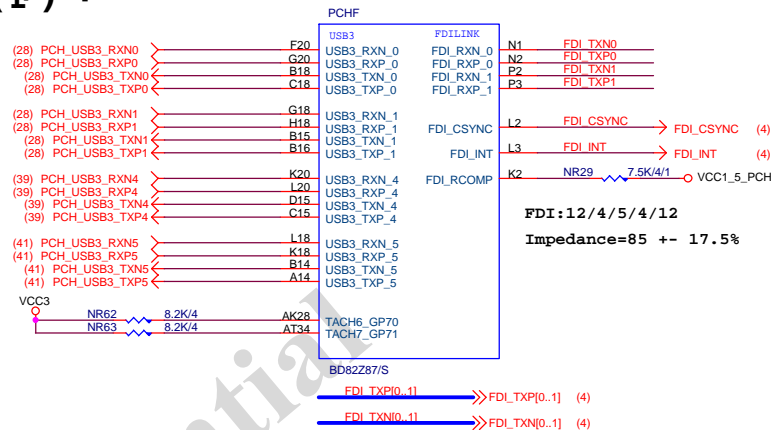 PCHF
USB3 FDILINK
(28) PCH_USB3_RXN0 F20 USB3_RXN_0 FDI_RXN_0 N1 FDI_TXN0
(28) PCH_USB3_RXP0 G20 USB3_RXP_0 FDI_RXP_0 N2 FDI_TXP0
(28) PCH_USB3_TXN0 B18 USB3_TXN_0 FDI_RXN_1 P2 FDI_TXN1
(28) PCH_USB3_TXP0 C18 USB3_TXP_0 FDI_RXP_1 P3 FDI_TXP1
(28) PCH_USB3_RXN1 G18 USB3_RXN_1
(28) PCH_USB3_RXP1 H18 USB3_RXP_1 FDI_CSYNC L2 FDI_CSYNC FDI_CSYNC (4)
(28) PCH_USB3_TXN1 B15 USB3_TXN_1
(28) PCH_USB3_TXP1 B16 USB3_TXP_1 FDI_INT L3 FDI_INT FDI_INT (4)
(39) PCH_USB3_RXN4 K20 USB3_RXN_4 FDI_RCOMP K2 NR29 7.5K/4/1 VCC1_5_PCH
(39) PCH_USB3_RXP4 L20 USB3_RXP_4
(39) PCH_USB3_TXN4 D15 USB3_TXN_4
(39) PCH_USB3_TXP4 C15 USB3_TXP_4
FDI:12/4/5/4/12
Impedance=85 +- 17.5%
(41) PCH_USB3_RXN5 L18 USB3_RXN_5
(41) PCH_USB3_RXP5 K18 USB3_RXP_5
(41) PCH_USB3_TXN5 B14 USB3_TXN_5
(41) PCH_USB3_TXP5 A14 USB3_TXP_5
VCC3
NR62 8.2K/4 AK28 TACH6_GP70
NR63 8.2K/4 AT34 TACH7_GP71
BD82Z87/S
FDI_TXP[0..1] FDI_TXP[0..1] (4)
FDI_TXN[0..1] FDI_TXN[0..1] (4)